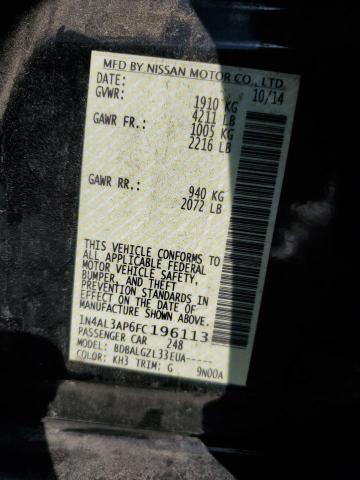 MFD BY NISSAN MOTOR CO., LTD.
DATE: 10/14
GVWR: 1910 KG
4211 LB
GAWR FR.: 1005 KG
2216 LB
GAWR RR.: 940 KG
2072 LB
THIS VEHICLE CONFORMS TO
ALL APPLICABLE FEDERAL
MOTOR VEHICLE SAFETY,
BUMPER, AND THEFT
PREVENTION STANDARDS IN
EFFECT ON THE DATE OF
MANUFACTURE SHOWN ABOVE.
1N4AL3AP6FC196113
PASSENGER CAR 248
MODEL: BDBALGZL33EUA-----
COLOR: KH3 TRIM: G 9N00A